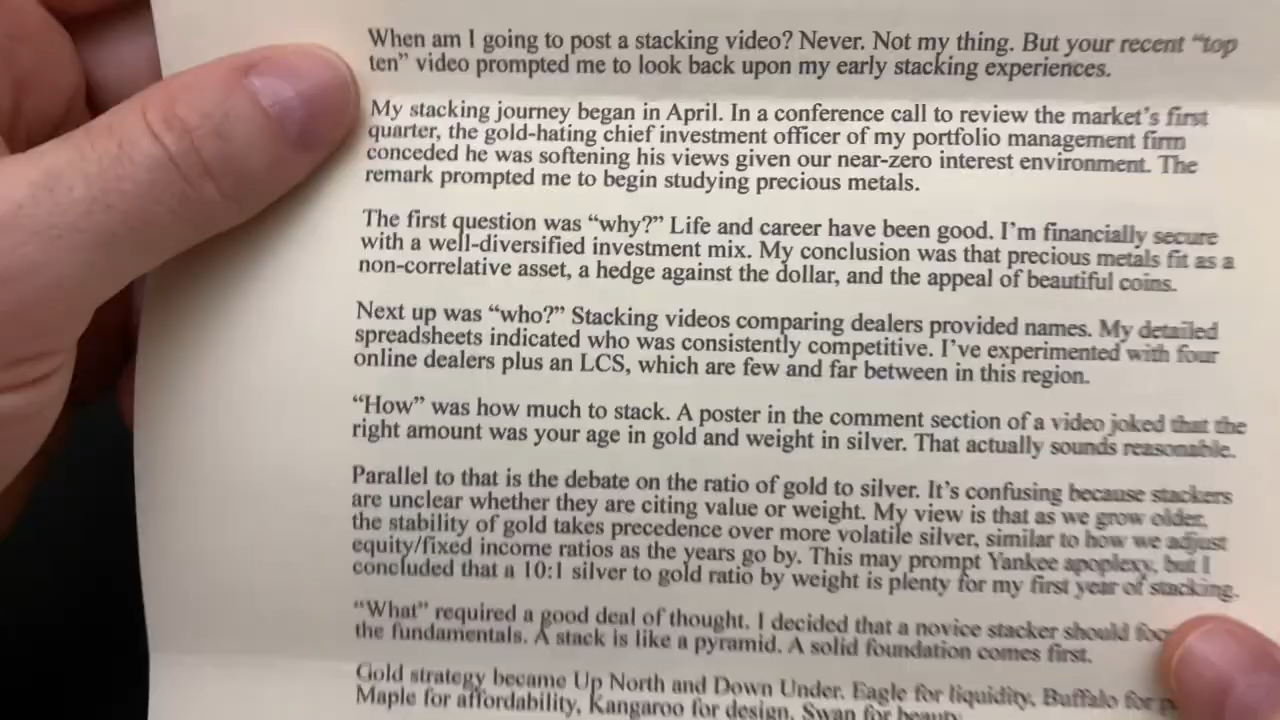 When am I going to post a stacking video? Never. Not my thing. But your recent “top
ten” video prompted me to look back upon my early stacking experiences.
My stacking journey began in April. In a conference call to review the market’s first
quarter, the gold-hating chief investment officer of my portfolio management firm
conceded he was softening his views given our near-zero interest environment. The
remark prompted me to begin studying precious metals.
The first question was “why?” Life and career have been good. I’m financially secure
with a well-diversified investment mix. My conclusion was that precious metals fit as a
non-correlative asset, a hedge against the dollar, and the appeal of beautiful coins.
Next up was “who?” Stacking videos comparing dealers provided names. My detailed
spreadsheets indicated who was consistently competitive. I’ve experimented with four
online dealers plus an LCS, which are few and far between in this region.
“How” was how much to stack. A poster in the comment section of a video joked that the
right amount was your age in gold and weight in silver. That actually sounds reasonable.
Parallel to that is the debate on the ratio of gold to silver. It’s confusing because stackers
are unclear whether they are citing value or weight. My view is that as we grow older,
the stability of gold takes precedence over more volatile silver, similar to how we adjust
equity/fixed income ratios as the years go by. This may prompt Yankee apoplexy, but I
concluded that a 10:1 silver to gold ratio by weight is plenty for my first year of stacking.
“What” required a good deal of thought. I decided that a novice stacker should
the fundamentals. A stack is like a pyramid. A solid foundation comes first.
Gold strategy became Up North and Down Under. Eagle for liquidity, Buffalo for
Maple for affordability, Kangaroo for design, Swan for beauty